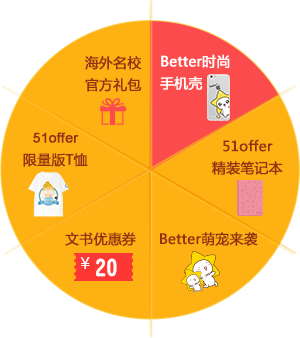 海外名校
官方礼包
Better时尚
手机壳
51offer
限量版T恤
51offer
精装笔记本
文书优惠券
¥20
Better萌宠来袭